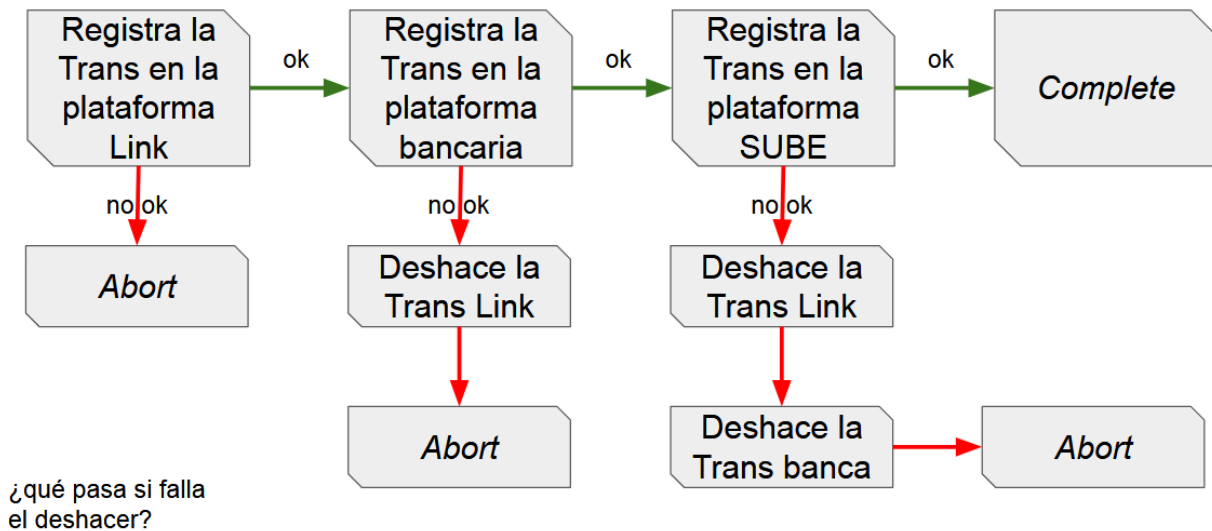 Registra la
Trans en la
plataforma
Link
ok
Registra la
Trans en la
plataforma
bancaria
ok
Registra la
Trans en la
plataforma
SUBE
ok
Complete
no ok
no ok
no ok
Abort
Deshace la
Trans Link
Deshace la
Trans Link
Abort
Deshace la
Trans banca
Abort
¿qué pasa si falla
el deshacer?